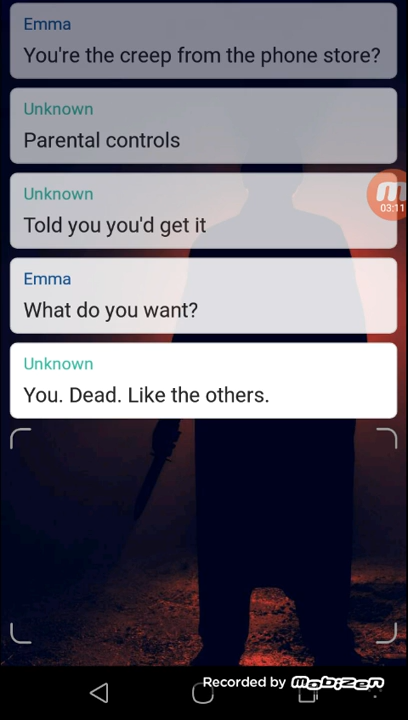 Emma
You're the creep from the phone store?
Unknown
Parental controls
Unknown
Told you you'd get it
03:11
Emma
What do you want?
Unknown
You. Dead. Like the others.
Recorded by mobizen